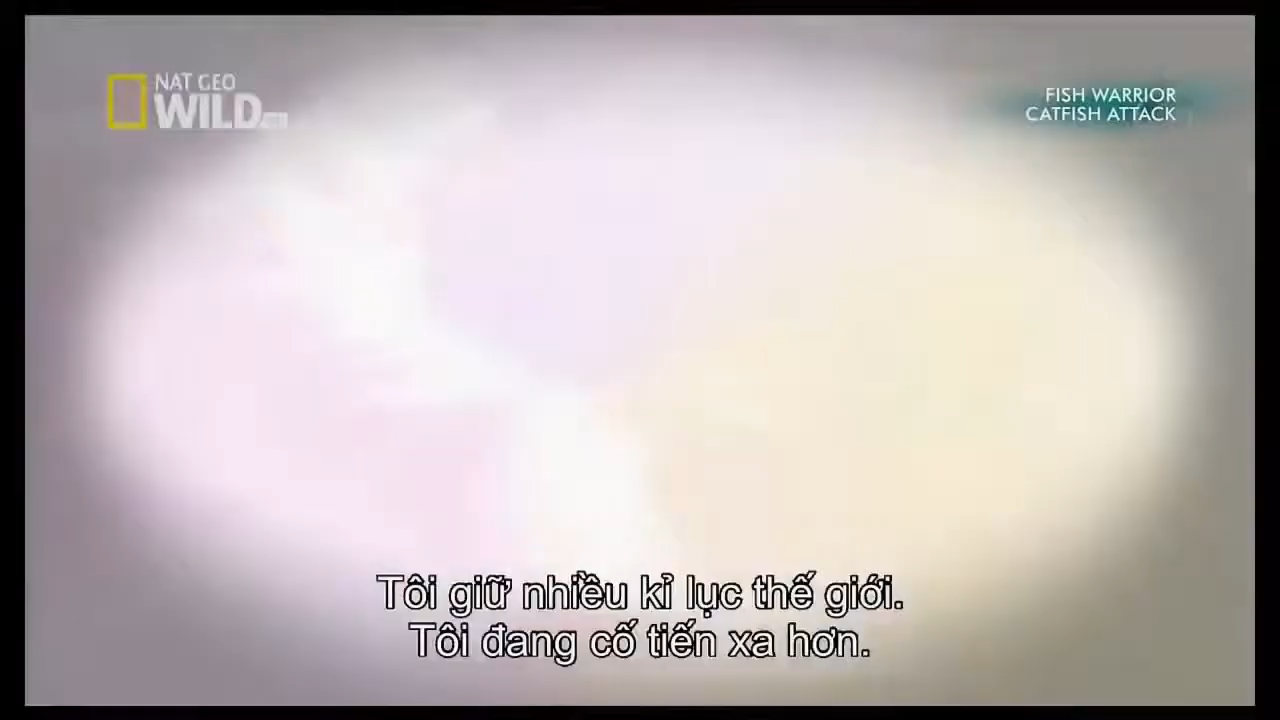 NAT GEO
WILD HD
FISH WARRIOR
CATFISH ATTACK
Tôi giữ nhiều kỉ lục thế giới.
Tôi đang cố tiến xa hơn.